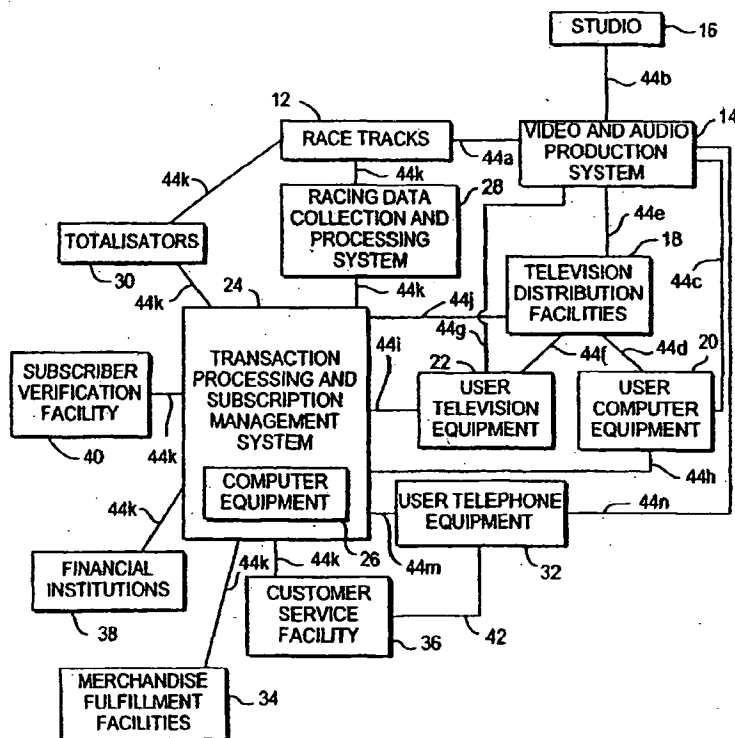 STUDIO
16
44b
12
14
RACE TRACKS
44a
VIDEO AND AUDIO
PRODUCTION
SYSTEM
44k
44k
28
RACING DATA
COLLECTION AND
PROCESSING
SYSTEM
44e
18
TOTALISATORS
30
44k
24
44k
44j
TELEVISION
DISTRIBUTION
FACILITIES
44c
44g
44f
44d
20
SUBSCRIBER
VERIFICATION
FACILITY
40
44k
TRANSACTION
PROCESSING AND
SUBSCRIPTION
MANAGEMENT
SYSTEM
44i
22
USER
TELEVISION
EQUIPMENT
USER
COMPUTER
EQUIPMENT
44h
COMPUTER
EQUIPMENT
26
USER TELEPHONE
EQUIPMENT
44n
32
44k
44k
44k
44m
FINANCIAL
INSTITUTIONS
38
CUSTOMER
SERVICE
FACILITY
36
42
MERCHANDISE
FULFILLMENT
FACILITIES
34